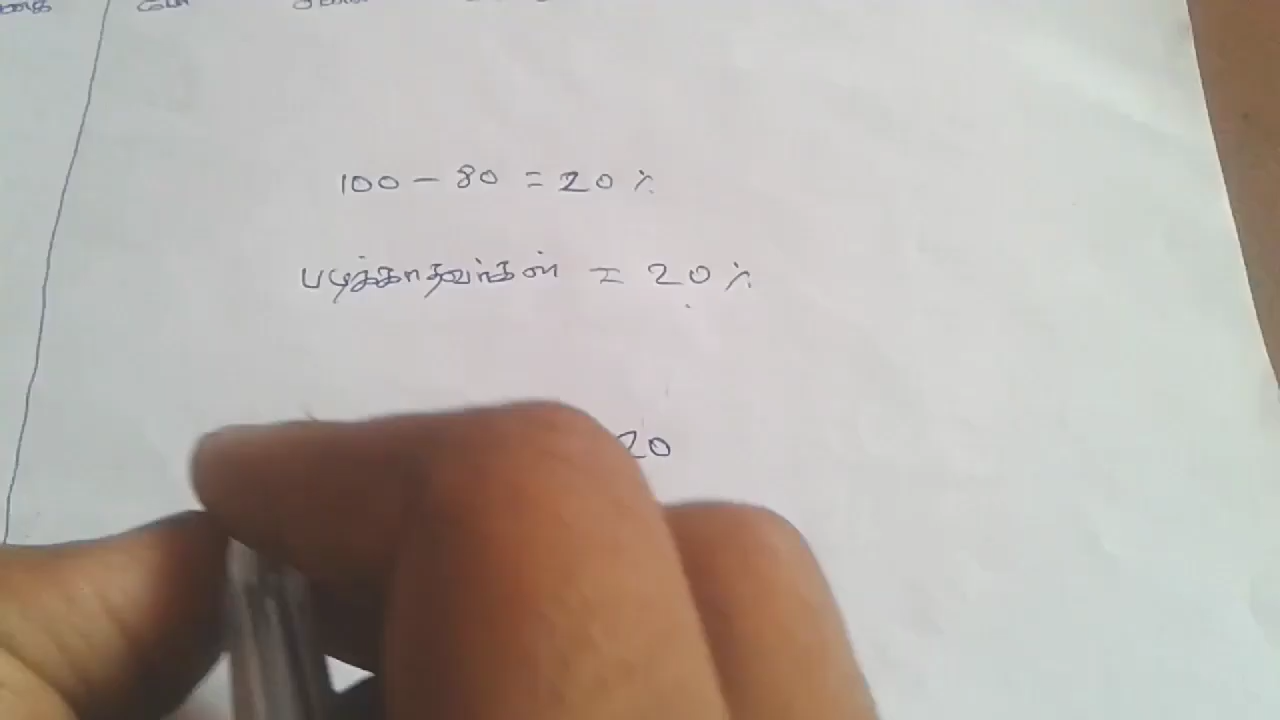 100 - 80 = 20 %
படிக்காதவர்கள் = 20 %
20